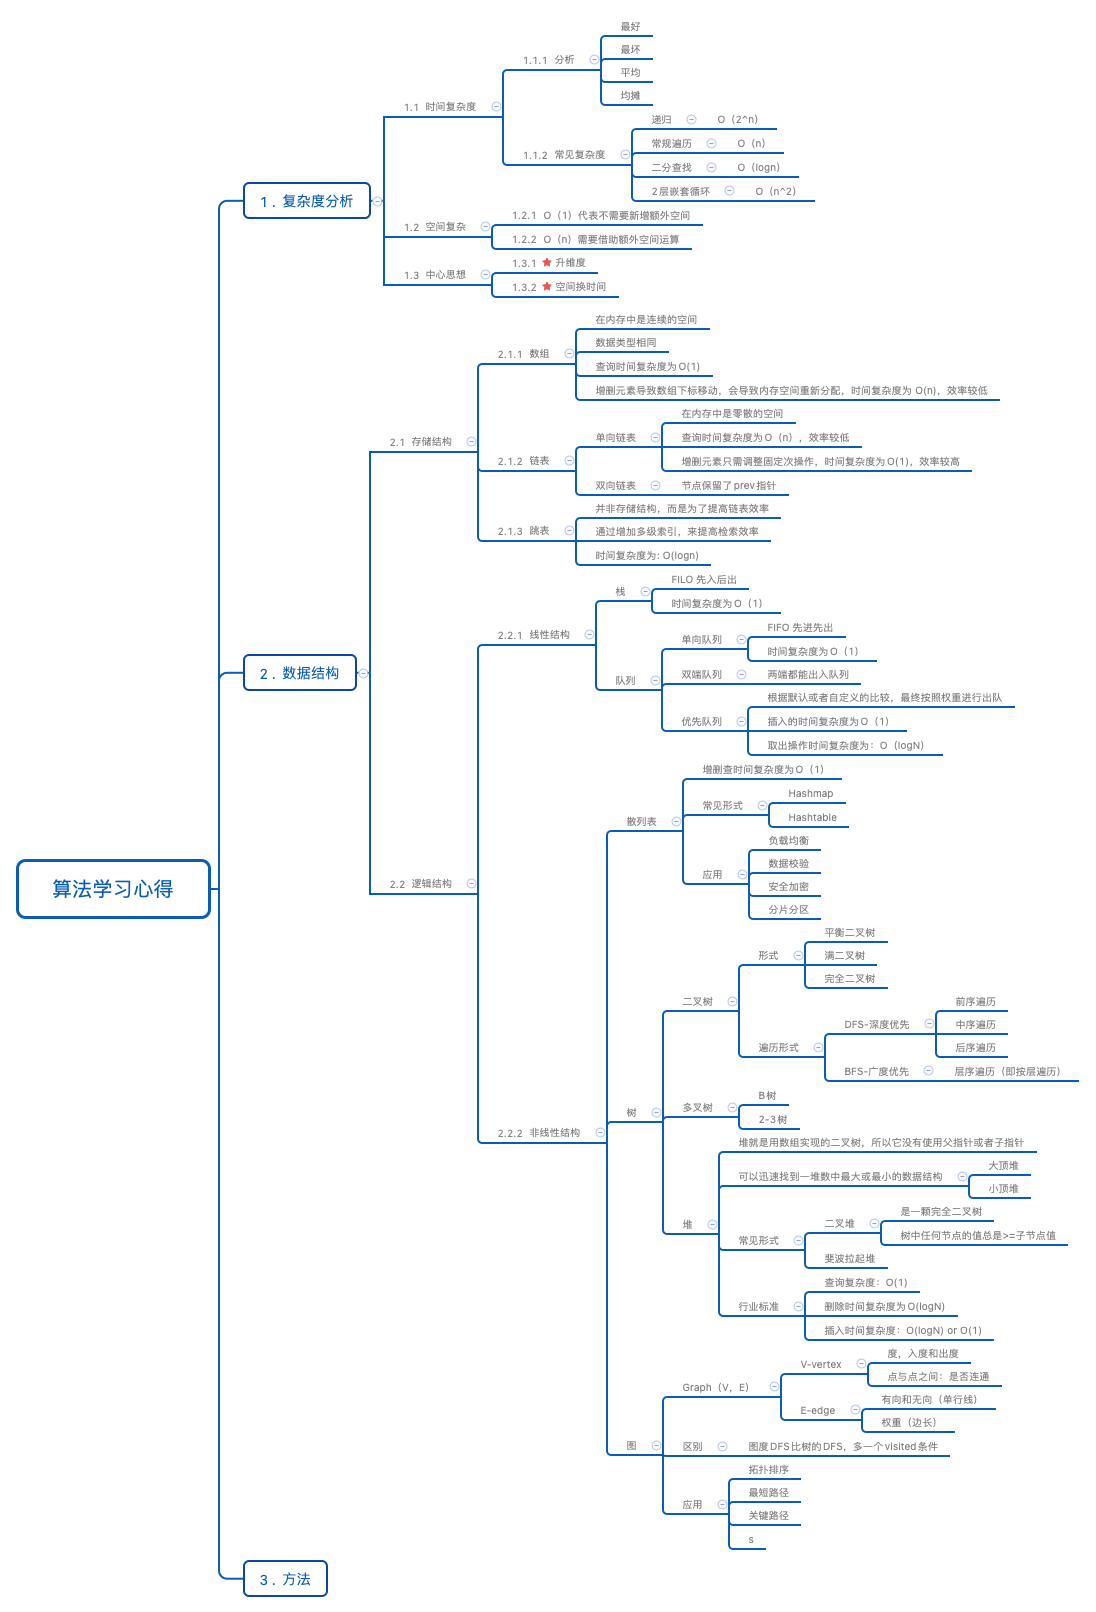 算法学习心得
1. 复杂度分析
1.1 时间复杂度
1.1.1 分析
最好
最坏
平均
均摊
1.1.2 常见复杂度
递归
O（2^n）
常规遍历
O（n）
二分查找
O（logn）
2层嵌套循环
O（n^2）
1.2 空间复杂
1.2.1 O（1）代表不需要新增额外空间
1.2.2 O（n）需要借助额外空间运算
1.3 中心思想
1.3.1 升维度
1.3.2 空间换时间
2. 数据结构
2.1 存储结构
2.1.1 数组
在内存中是连续的空间
数据类型相同
查询时间复杂度为O(1)
增删元素导致数组下标移动，会导致内存空间重新分配，时间复杂度为 O(n)，效率较低
2.1.2 链表
单向链表
在内存中是零散的空间
查询时间复杂度为O（n），效率较低
增删元素只需调整固定次操作，时间复杂度为O(1)，效率较高
双向链表
节点保留了prev指针
2.1.3 跳表
并非存储结构，而是为了提高链表效率
通过增加多级索引，来提高检索效率
时间复杂度为: O(logn)
2.2 逻辑结构
2.2.1 线性结构
栈
FILO 先入后出
时间复杂度为O（1）
队列
单向队列
FIFO 先进先出
时间复杂度为O（1）
双端队列
两端都能出入队列
优先队列
根据默认或者自定义的比较，最终按照权重进行出队
插入的时间复杂度为O（1）
取出操作时间复杂度为：O（logN）
2.2.2 非线性结构
散列表
增删查时间复杂度为O（1）
常见形式
Hashmap
Hashtable
应用
负载均衡
数据校验
安全加密
分片分区
树
二叉树
形式
平衡二叉树
满二叉树
完全二叉树
遍历形式
DFS-深度优先
前序遍历
中序遍历
后序遍历
BFS-广度优先
层序遍历（即按层遍历）
多叉树
B树
2-3树
堆
堆就是用数组实现的二叉树，所以它没有使用父指针或者子指针
可以迅速找到一堆数中最大或最小的数据结构
大顶堆
小顶堆
常见形式
二叉堆
是一颗完全二叉树
树中任何节点的值总是>=子节点值
斐波拉起堆
行业标准
查询复杂度：O(1)
删除时间复杂度为O(logN)
插入时间复杂度：O(logN) or O(1)
图
Graph（V，E）
V-vertex
度，入度和出度
点与点之间：是否连通
E-edge
有向和无向（单行线）
权重（边长）
区别
图度DFS比树的DFS，多一个visited条件
应用
拓扑排序
最短路径
关键路径
s
3. 方法